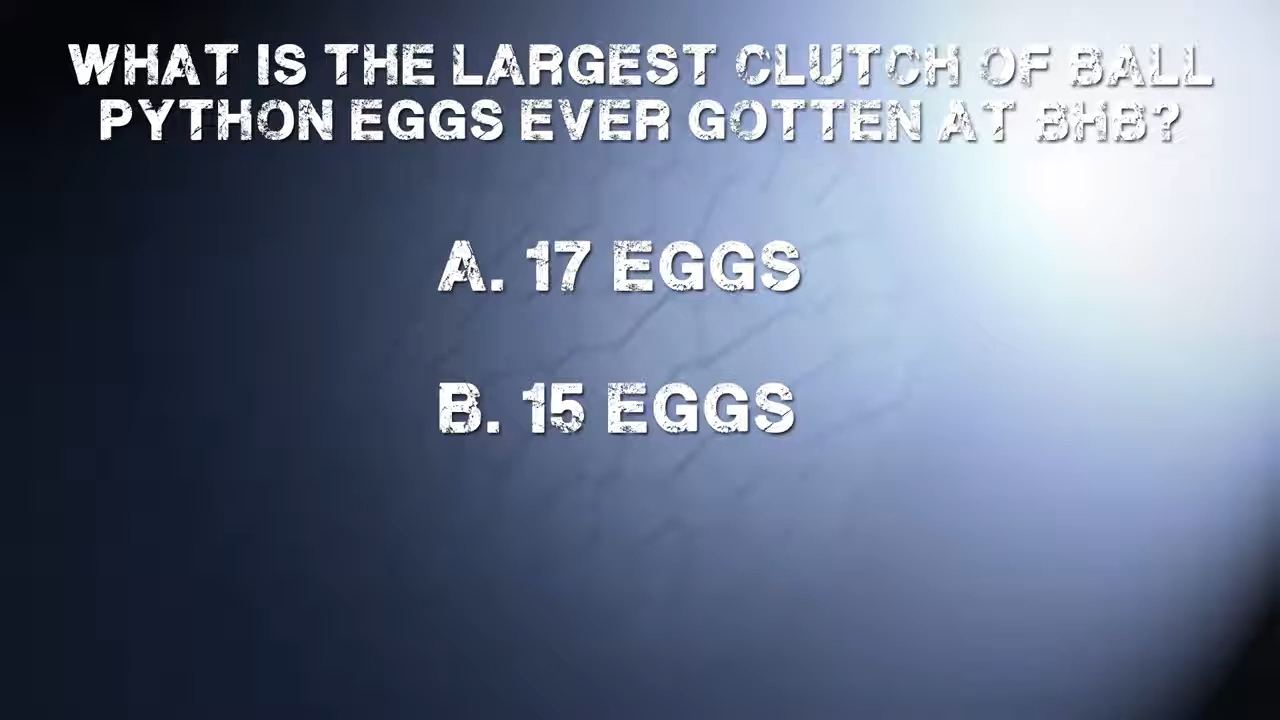 WHAT IS THE LARGEST CLUTCH OF BALL
PYTHON EGGS EVER GOTTEN AT BHB?
A. 17 EGGS
B. 15 EGGS